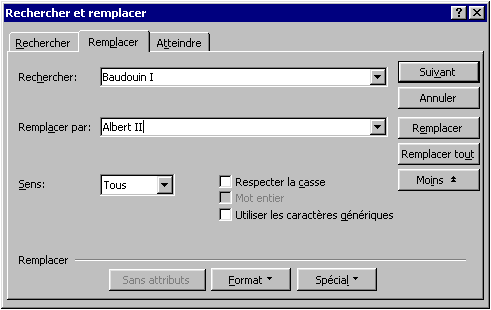 Rechercher et remplacer
Rechercher Remplacer Atteindre
Rechercher: Baudouin I Suivant
Annuler
Remplacer par: Albert II Remplacer
Remplacer tout
Sens: Tous Respecter la casse Moins
Mot entier
Utiliser les caractères génériques
Remplacer
Sans attributs Format Spécial